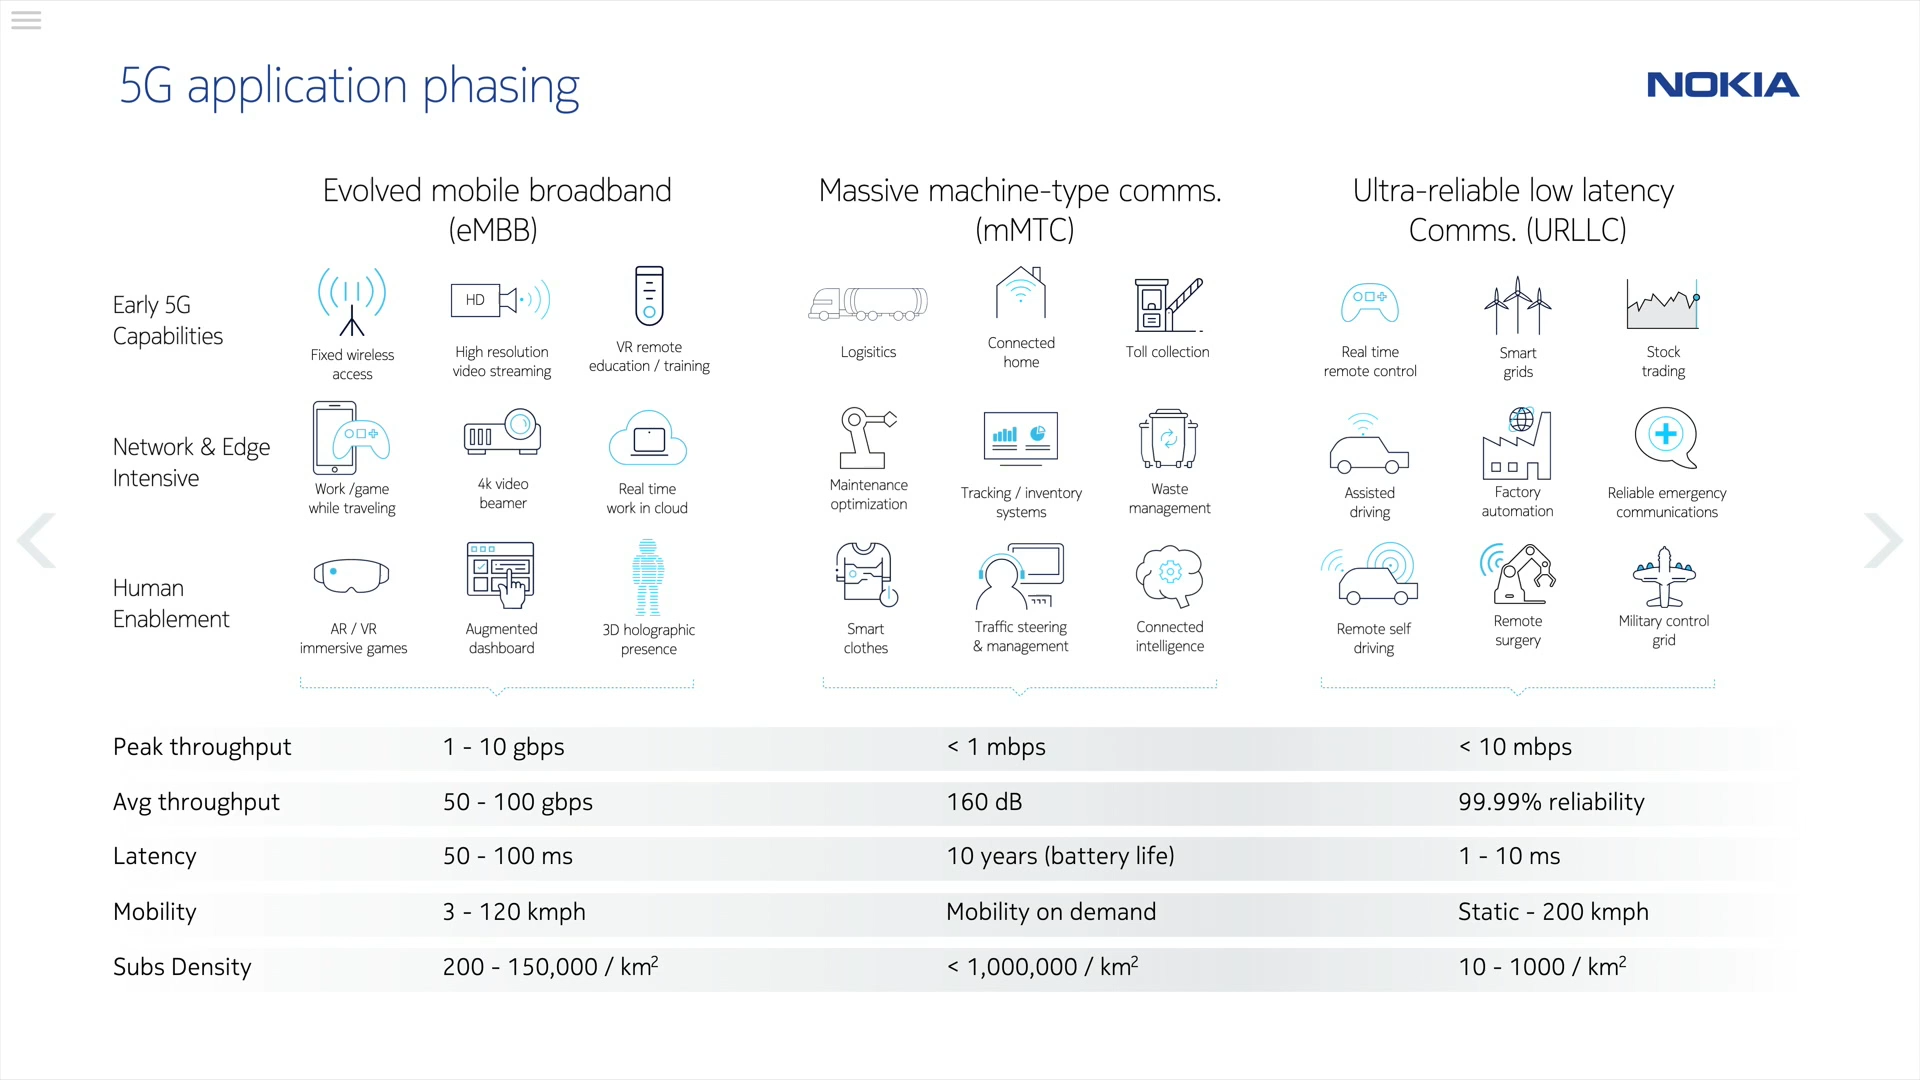 5G application phasing
NOKIA
Evolved mobile broadband
(eMBB)
Massive machine-type comms.
(mMTC)
Ultra-reliable low latency
Comms. (URLLC)
Early 5G
Capabilities
HD
Fixed wireless
access
High resolution
video streaming
VR remote
education / training
Logisitics
Connected
home
Toll collection
Real time
remote control
Smart
grids
Stock
trading
Network & Edge
Intensive
Work /game
while traveling
4k video
beamer
Real time
work in cloud
Maintenance
optimization
Tracking / inventory
systems
Waste
management
Assisted
driving
Factory
automation
Reliable emergency
communications
Human
Enablement
AR / VR
immersive games
Augmented
dashboard
3D holographic
presence
Smart
clothes
Traffic steering
& management
Connected
intelligence
Remote self
driving
Remote
surgery
Military control
grid
Peak throughput 1 - 10 gbps < 1 mbps < 10 mbps
Avg throughput 50 - 100 gbps 160 dB 99.99% reliability
Latency 50 - 100 ms 10 years (battery life) 1 - 10 ms
Mobility 3 - 120 kmph Mobility on demand Static - 200 kmph
Subs Density 200 - 150,000 / km² < 1,000,000 / km² 10 - 1000 / km²